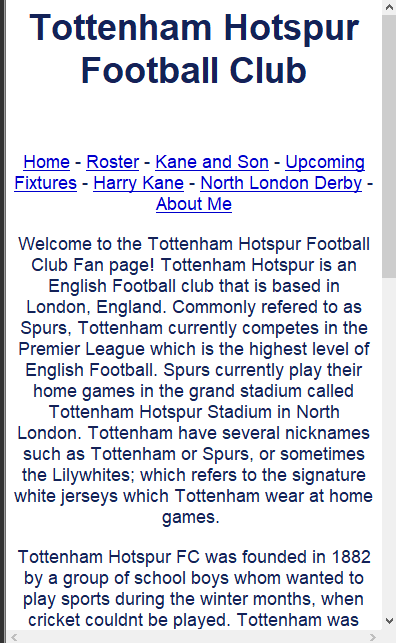 Tottenham Hotspur
Football Club
Home - Roster - Kane and Son - Upcoming
Fixtures - Harry Kane - North London Derby -
About Me
Welcome to the Tottenham Hotspur Football
Club Fan page! Tottenham Hotspur is an
English Football club that is based in
London, England. Commonly refered to as
Spurs, Tottenham currently competes in the
Premier League which is the highest level of
English Football. Spurs currently play their
home games in the grand stadium called
Tottenham Hotspur Stadium in North
London. Tottenham have several nicknames
such as Tottenham or Spurs, or sometimes
the Lilywhites; which refers to the signature
white jerseys which Tottenham wear at home
games.
Tottenham Hotspur FC was founded in 1882
by a group of school boys whom wanted to
play sports during the winter months, when
cricket couldnt be played. Tottenham was